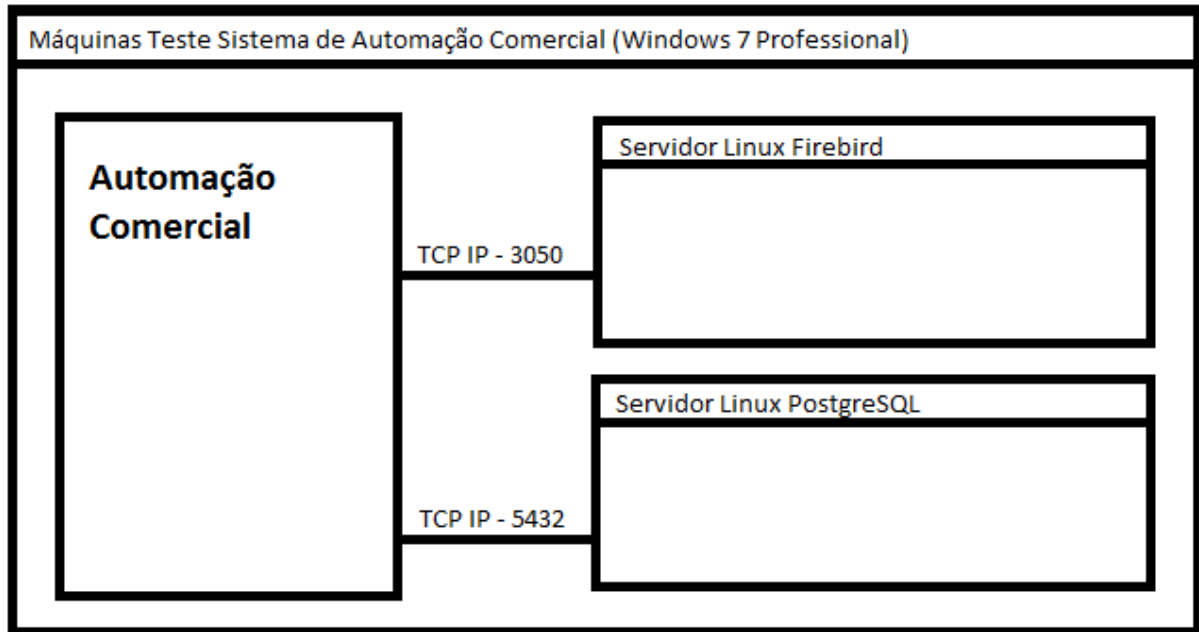 Máquinas Teste Sistema de Automação Comercial (Windows 7 Professional)
Automação
Comercial
TCP IP - 3050
Servidor Linux Firebird
TCP IP - 5432
Servidor Linux PostgreSQL